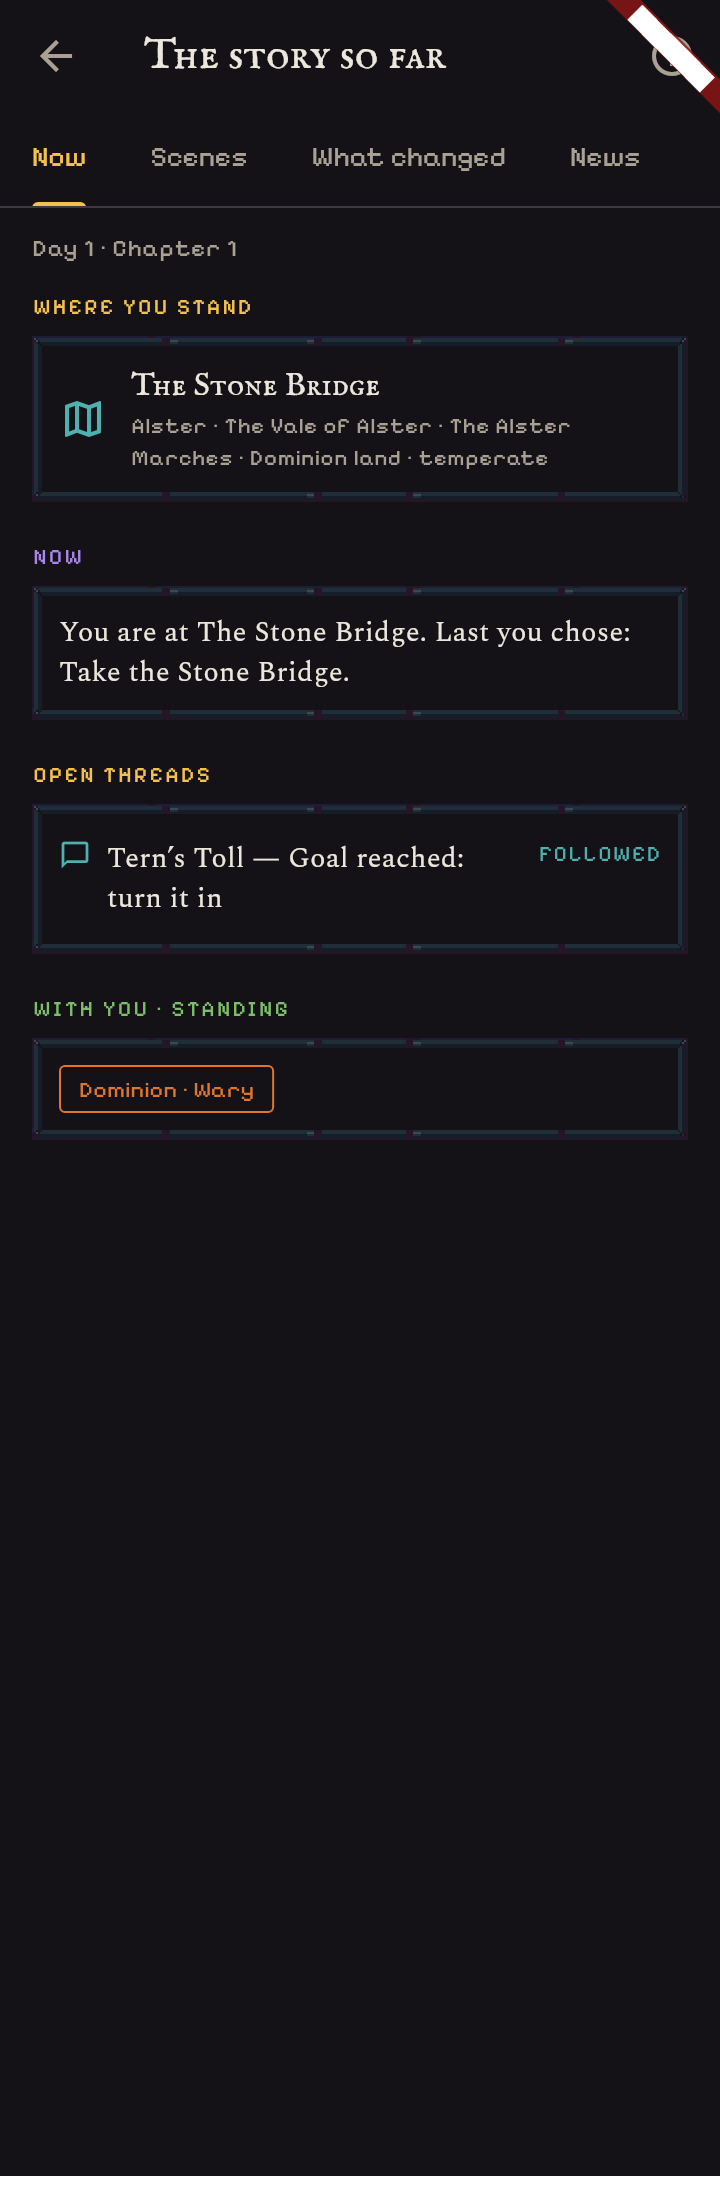 The story so far
Now
Scenes
What changed
News
Day 1 · Chapter 1
WHERE YOU STAND
The Stone Bridge
Alster · The Vale of Alster · The Alster
Marches · Dominion land · temperate
NOW
You are at The Stone Bridge. Last you chose:
Take the Stone Bridge.
OPEN THREADS
Tern's Toll — Goal reached:
turn it in
FOLLOWED
WITH YOU · STANDING
Dominion · Wary